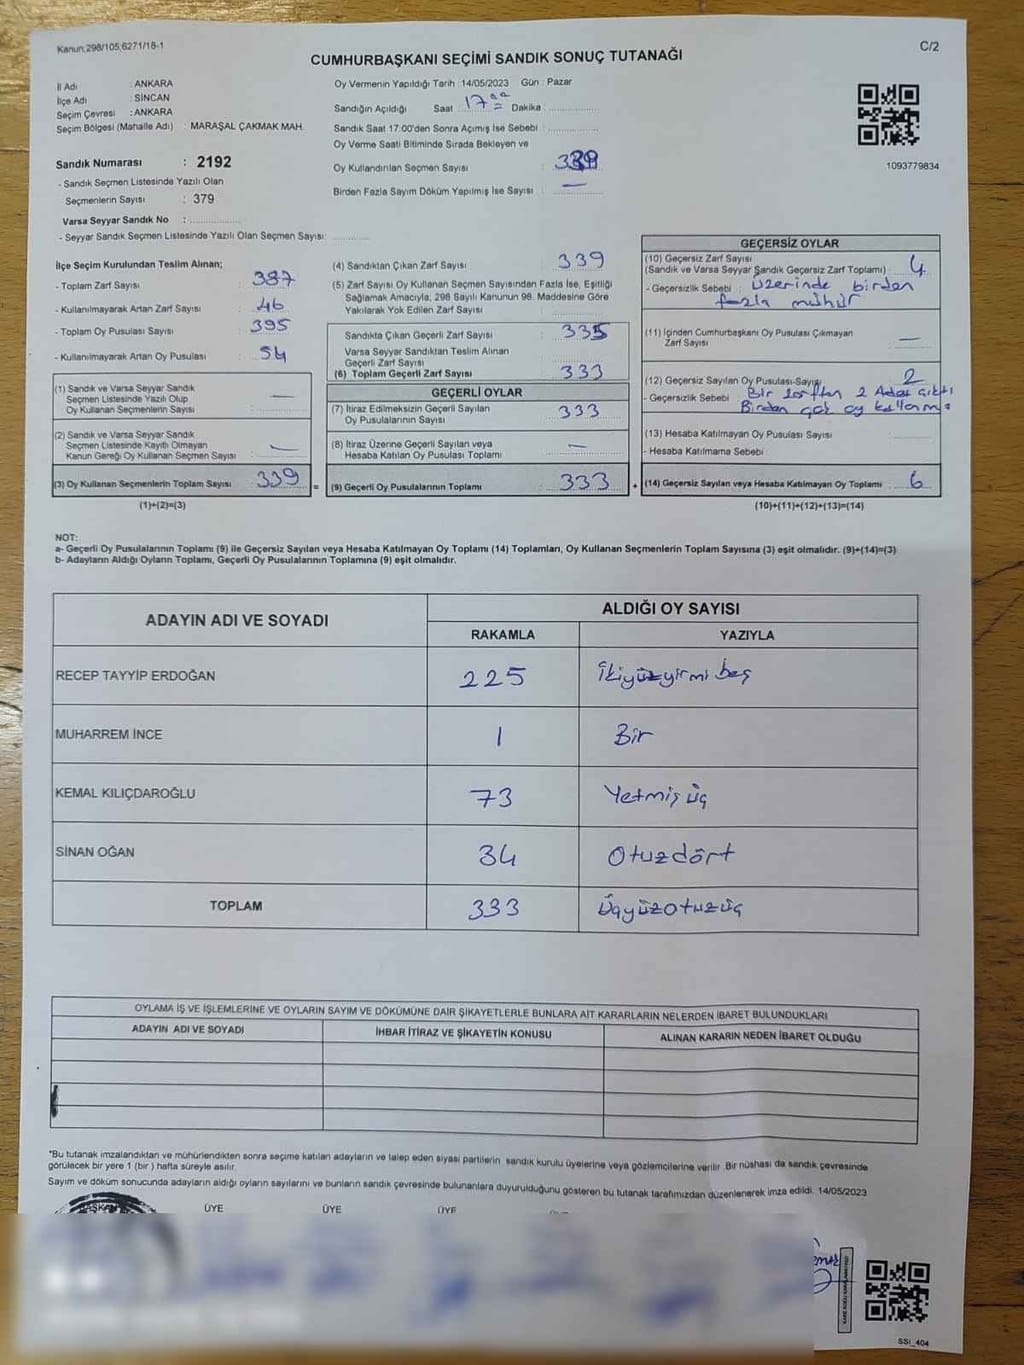 Kanun:298/105;6271/18-1
C/2
CUMHURBAŞKANI SEÇİMİ SANDIK SONUÇ TUTANAĞI
İl Adı : ANKARA
İlçe Adı : SİNCAN
Seçim Çevresi : ANKARA
Seçim Bölgesi (Mahalle Adı) : MARAŞAL ÇAKMAK MAH.
Sandık Numarası : 2192
- Sandık Seçmen Listesinde Yazılı Olan
Seçmenlerin Sayısı : 379
Varsa Seyyar Sandık No :
- Seyyar Sandık Seçmen Listesinde Yazılı Olan Seçmen Sayısı:
Oy Vermenin Yapıldığı Tarih : 14/05/2023 Gün : Pazar
Sandığın Açıldığı Saat 17 Dakika
Sandık Saat 17:00'den Sonra Açımış İse Sebebi :
Oy Verme Saati Bitiminde Sırada Bekleyen ve
Oy Kullandırılan Seçmen Sayısı :
Birden Fazla Sayım Döküm Yapılmış İse Sayısı : —
1093779834
İlçe Seçim Kurulundan Teslim Alınan;
- Toplam Zarf Sayısı : 387
- Kullanılmayarak Artan Zarf Sayısı : 46
- Toplam Oy Pusulası Sayısı : 395
- Kullanılmayarak Artan Oy Pusulası : 54
(1) Sandık ve Varsa Seyyar Sandık
Seçmen Listesinde Yazılı Olup
Oy Kullanan Seçmenlerin Sayısı : —
(2) Sandık ve Varsa Seyyar Sandık
Seçmen Listesinde Kayıtlı Olmayan
Kanun Gereği Oy Kullanan Seçmen Sayısı : —
(3) Oy Kullanan Seçmenlerin Toplam Sayısı : 339 =
(1)+(2)=(3)
(4) Sandıktan Çıkan Zarf Sayısı : 339
(5) Zarf Sayısı Oy Kullanan Seçmen Sayısından Fazla İse, Eşitliği
Sağlamak Amacıyla; 298 Sayılı Kanunun 98. Maddesine Göre
Yakılarak Yok Edilen Zarf Sayısı :
Sandıkta Çıkan Geçerli Zarf Sayısı : 335
Varsa Seyyar Sandıktan Teslim Alınan
Geçerli Zarf Sayısı :
(6) Toplam Geçerli Zarf Sayısı : 333
GEÇERLİ OYLAR
(7) İtiraz Edilmeksizin Geçerli Sayılan
Oy Pusulalarının Sayısı : 333
(8) İtiraz Üzerine Geçerli Sayılan veya
Hesaba Katılan Oy Pusulası Toplamı : —
(9) Geçerli Oy Pusulalarının Toplamı : 333 +
GEÇERSİZ OYLAR
(10) Geçersiz Zarf Sayısı
(Sandık ve Varsa Seyyar Sandık Geçersiz Zarf Toplamı) : 4
- Geçersizlik Sebebi : Üzerinde birden
fazla mühür
(11) İçinden Cumhurbaşkanı Oy Pusulası Çıkmayan
Zarf Sayısı : —
(12) Geçersiz Sayılan Oy Pusulası Sayısı : 2
- Geçersizlik Sebebi : Bir zarftan 2 Adet çıktı
Birden çok oy kullanma
(13) Hesaba Katılmayan Oy Pusulası Sayısı :
- Hesaba Katılmama Sebebi
(14) Geçersiz Sayılan veya Hesaba Katılmayan Oy Toplamı : 6
(10)+(11)+(12)+(13)=(14)
NOT:
a- Geçerli Oy Pusulalarının Toplamı (9) ile Geçersiz Sayılan veya Hesaba Katılmayan Oy Toplamı (14) Toplamları, Oy Kullanan Seçmenlerin Toplam Sayısına (3) eşit olmalıdır. (9)+(14)=(3)
b- Adayların Aldığı Oyların Toplamı, Geçerli Oy Pusulalarının Toplamına (9) eşit olmalıdır.
ADAYIN ADI VE SOYADI ALDIĞI OY SAYISI
RAKAMLA YAZIYLA
RECEP TAYYİP ERDOĞAN 225 İkiyüzyirmi beş
MUHARREM İNCE 1 Bir
KEMAL KILIÇDAROĞLU 73 Yetmiş üç
SİNAN OĞAN 34 Otuzdört
TOPLAM 333 Üçyüzotuzüç
OYLAMA İŞ VE İŞLEMLERİNE VE OYLARIN SAYIM VE DÖKÜMÜNE DAİR ŞİKAYETLERLE BUNLARA AİT KARARLARIN NELERDEN İBARET BULUNDUKLARI
ADAYIN ADI VE SOYADI İHBAR İTİRAZ VE ŞİKAYETİN KONUSU ALINAN KARARIN NEDEN İBARET OLDUĞU
*Bu tutanak imzalandıktan ve mühürlendikten sonra seçime katılan adayların ve talep eden siyasi partilerin sandık kurulu üyelerine veya gözlemcilerine verilir. Bir nüshası da sandık çevresinde
görülecek bir yere 1 (bir) hafta süreyle asılır.
Sayım ve döküm sonucunda adayların aldığı oyların sayılarını ve bunların sandık çevresinde bulunanlara duyurulduğunu gösteren bu tutanak tarafımızdan düzenlenerek imza edildi. 14/05/2023
BAŞKAN ÜYE ÜYE ÜYE
SSI_404